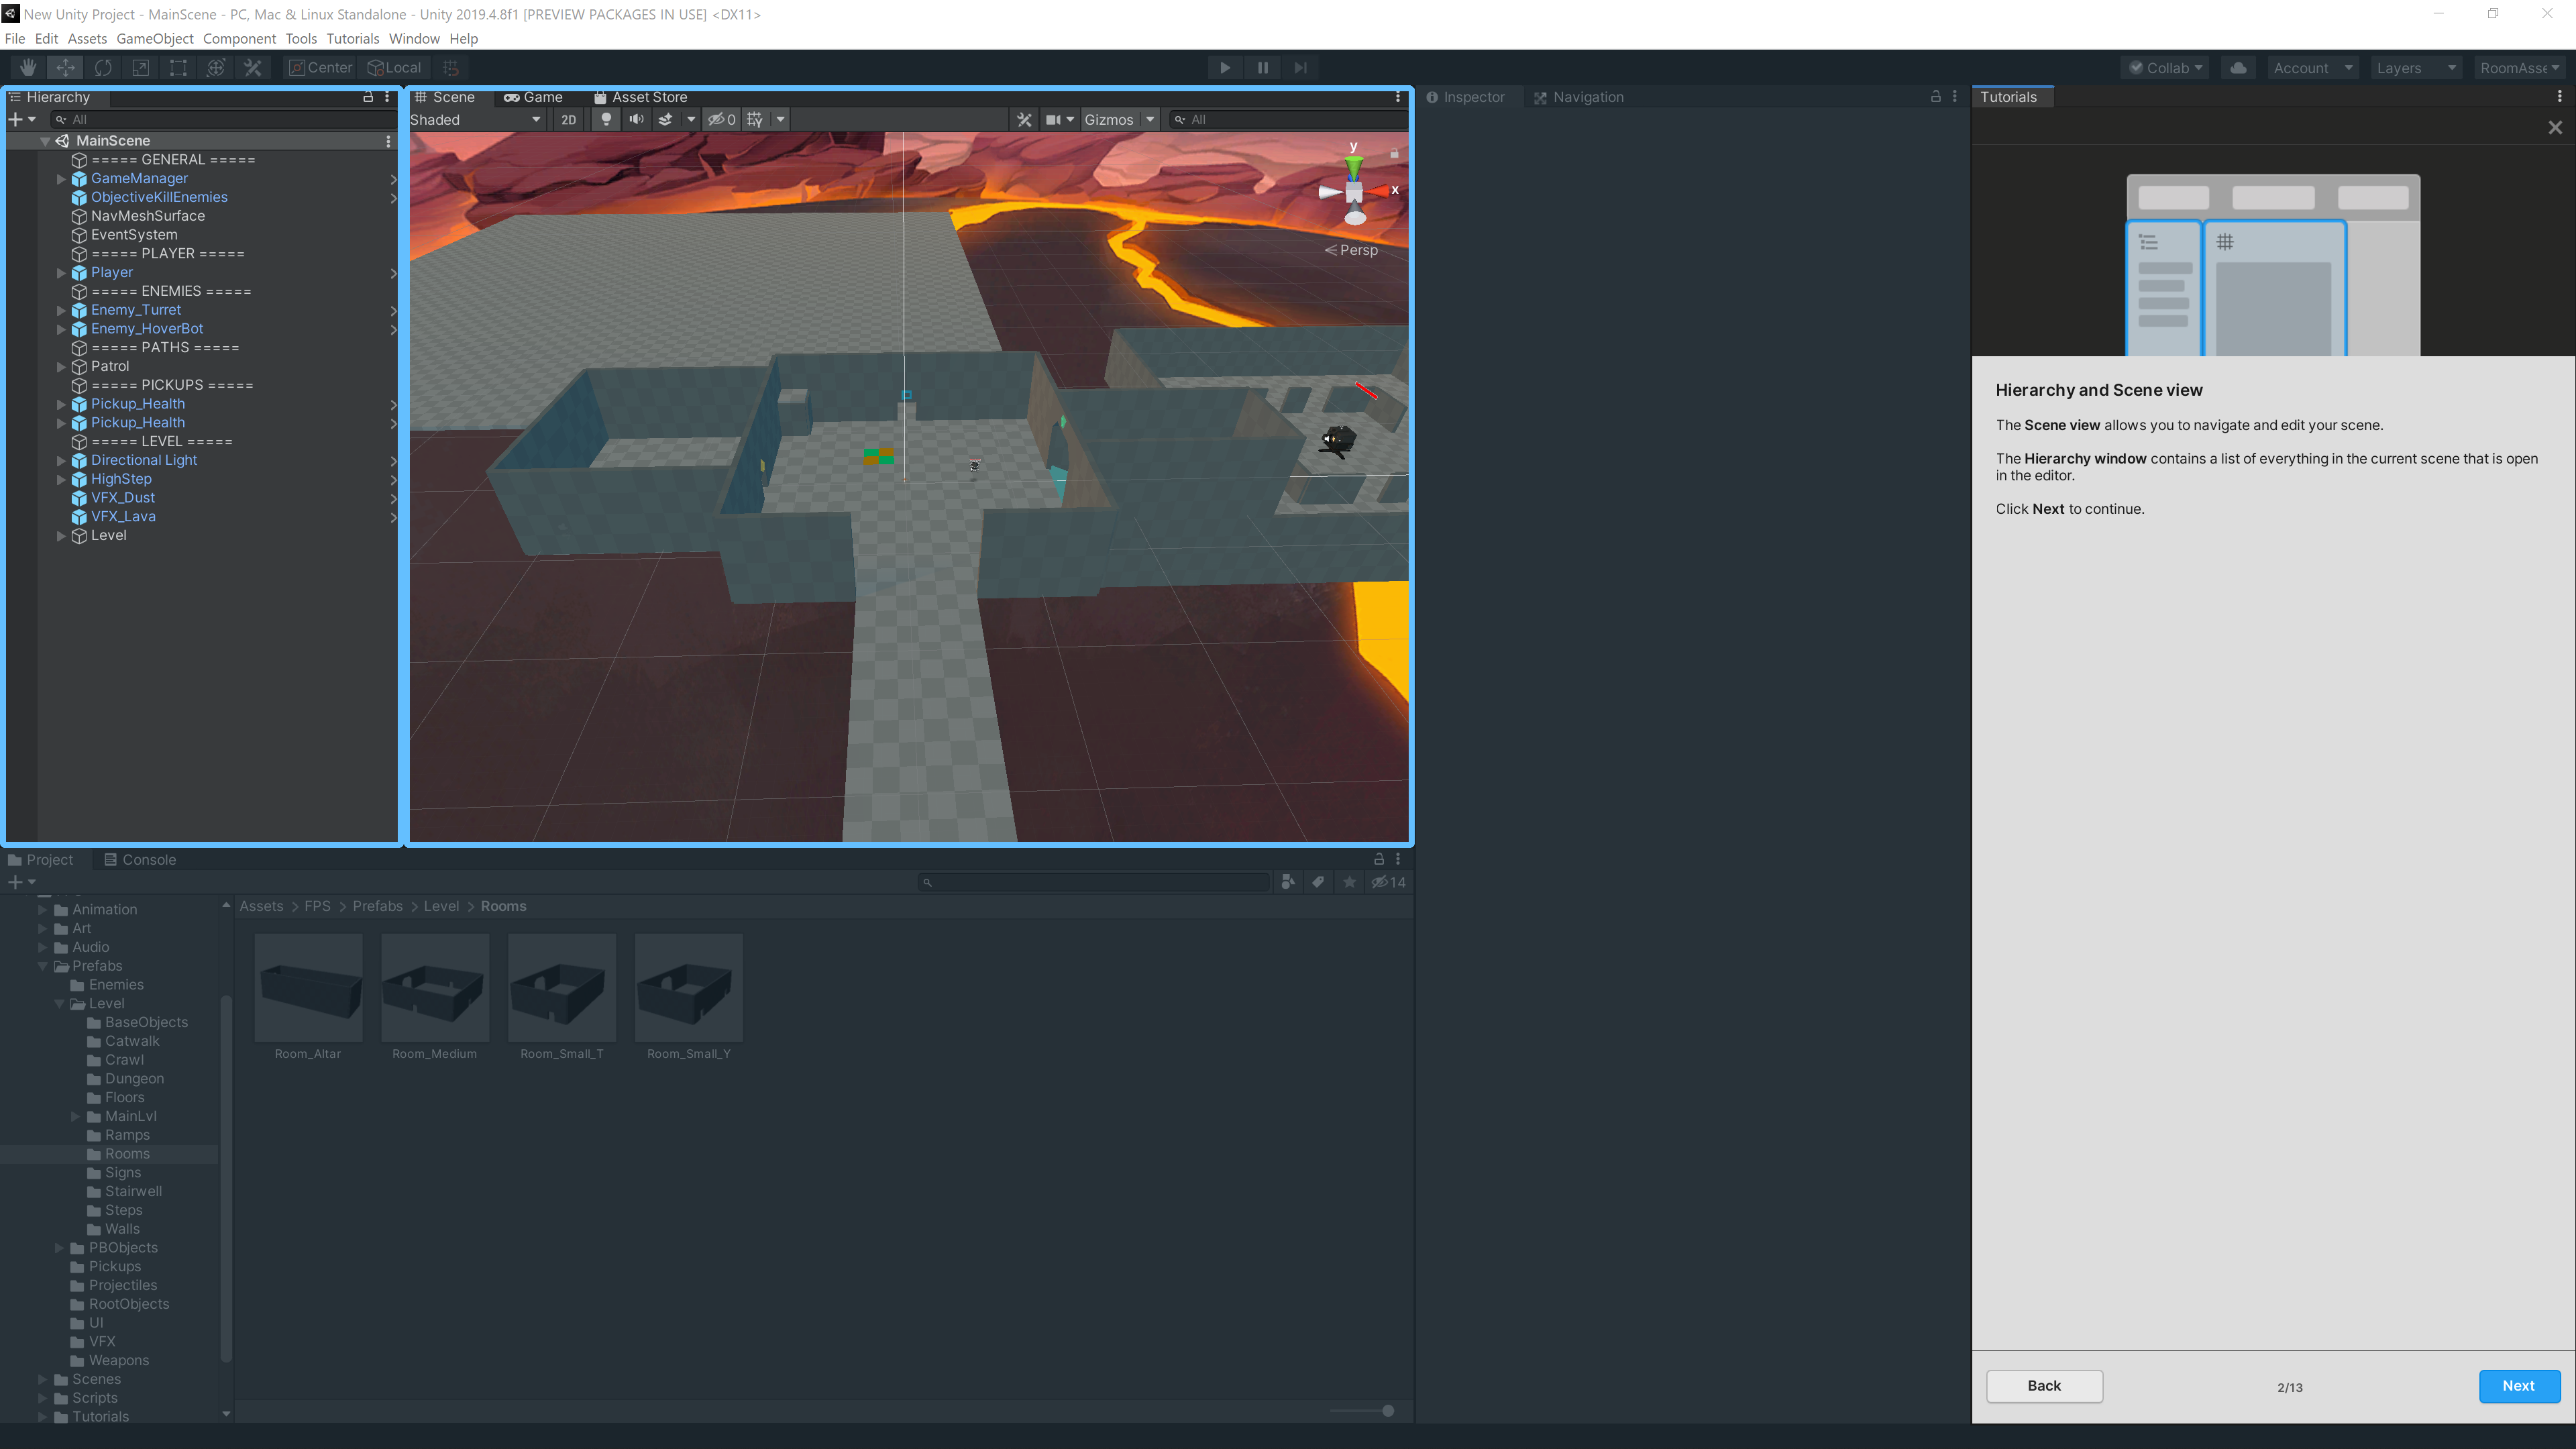 New Unity Project - MainScene - PC, Mac & Linux Standalone - Unity 2019.4.8f1 [PREVIEW PACKAGES IN USE] <DX11>
File Edit Assets GameObject Component Tools Tutorials Window Help
Center Local Collab Account Layers RoomAsse
Hierarchy
All
MainScene
===== GENERAL =====
GameManager
ObjectiveKillEnemies
NavMeshSurface
EventSystem
===== PLAYER =====
Player
===== ENEMIES =====
Enemy_Turret
Enemy_HoverBot
===== PATHS =====
Patrol
===== PICKUPS =====
Pickup_Health
Pickup_Health
===== LEVEL =====
Directional Light
HighStep
VFX_Dust
VFX_Lava
Level
Scene Game Asset Store
Shaded 2D 0 Gizmos All
y
x
Persp
Inspector Navigation
Tutorials
Hierarchy and Scene view
The Scene view allows you to navigate and edit your scene.
The Hierarchy window contains a list of everything in the current scene that is open
in the editor.
Click Next to continue.
Back 2/13 Next
Project Console
14
Animation
Art
Audio
Prefabs
Enemies
Level
BaseObjects
Catwalk
Crawl
Dungeon
Floors
MainLvl
Ramps
Rooms
Signs
Stairwell
Steps
Walls
PBObjects
Pickups
Projectiles
RootObjects
UI
VFX
Weapons
Scenes
Scripts
Tutorials
Assets > FPS > Prefabs > Level > Rooms
Room_Altar Room_Medium Room_Small_T Room_Small_Y